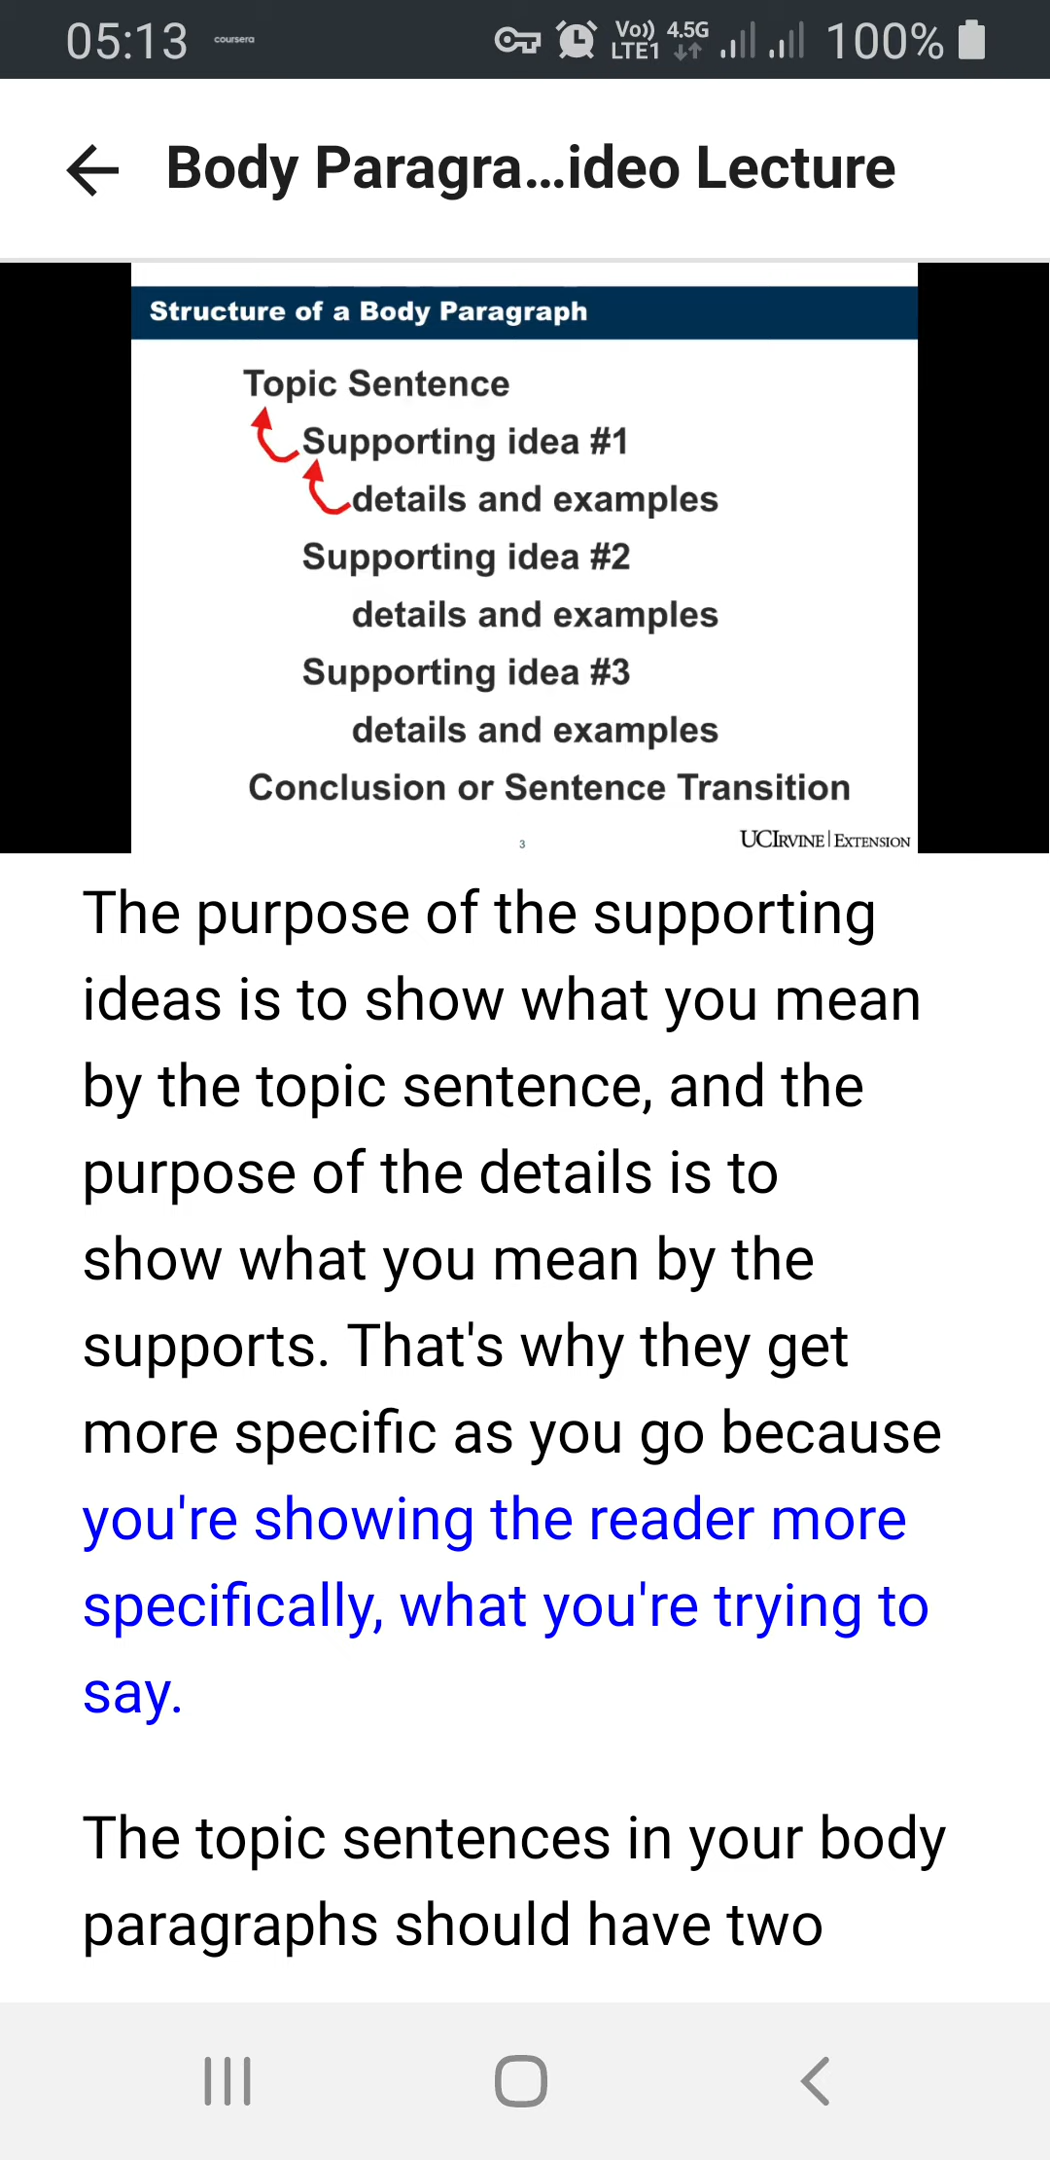 05:13 coursera Vo)) LTE1 4.5G 100%
Body Paragra...ideo Lecture
Structure of a Body Paragraph
Topic Sentence
Supporting idea #1
details and examples
Supporting idea #2
details and examples
Supporting idea #3
details and examples
Conclusion or Sentence Transition
3 UCIRVINE | EXTENSION
The purpose of the supporting
ideas is to show what you mean
by the topic sentence, and the
purpose of the details is to
show what you mean by the
supports. That's why they get
more specific as you go because
you're showing the reader more
specifically, what you're trying to
say.
The topic sentences in your body
paragraphs should have two